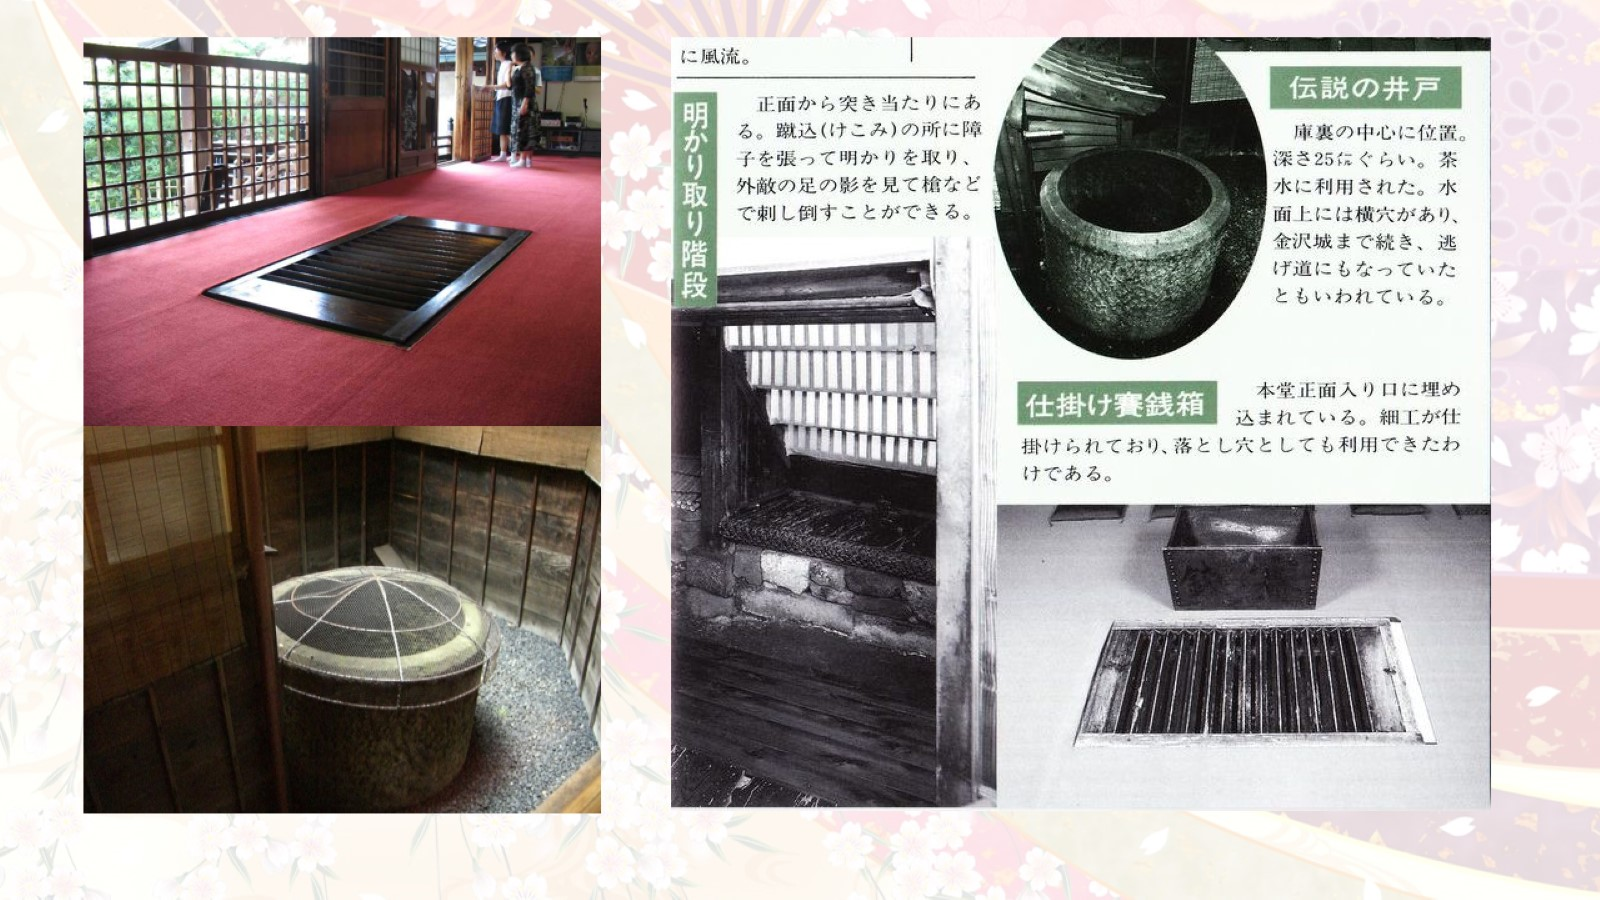 に風流。
明かり取り階段
正面から突き当たりにあ
る。蹴込(けこみ)の所に障
子を張って明かりを取り、
外敵の足の影を見て槍など
で刺し倒すことができる。
伝説の井戸
庫裏の中心に位置。
深さ25㍍ぐらい。茶
水に利用された。水
面上には横穴があり、
金沢城まで続き、逃
げ道にもなっていた
ともいわれている。
仕掛け賽銭箱
本堂正面入り口に埋め
込まれている。細工が仕
掛けられており、落とし穴としても利用できたわ
けである。